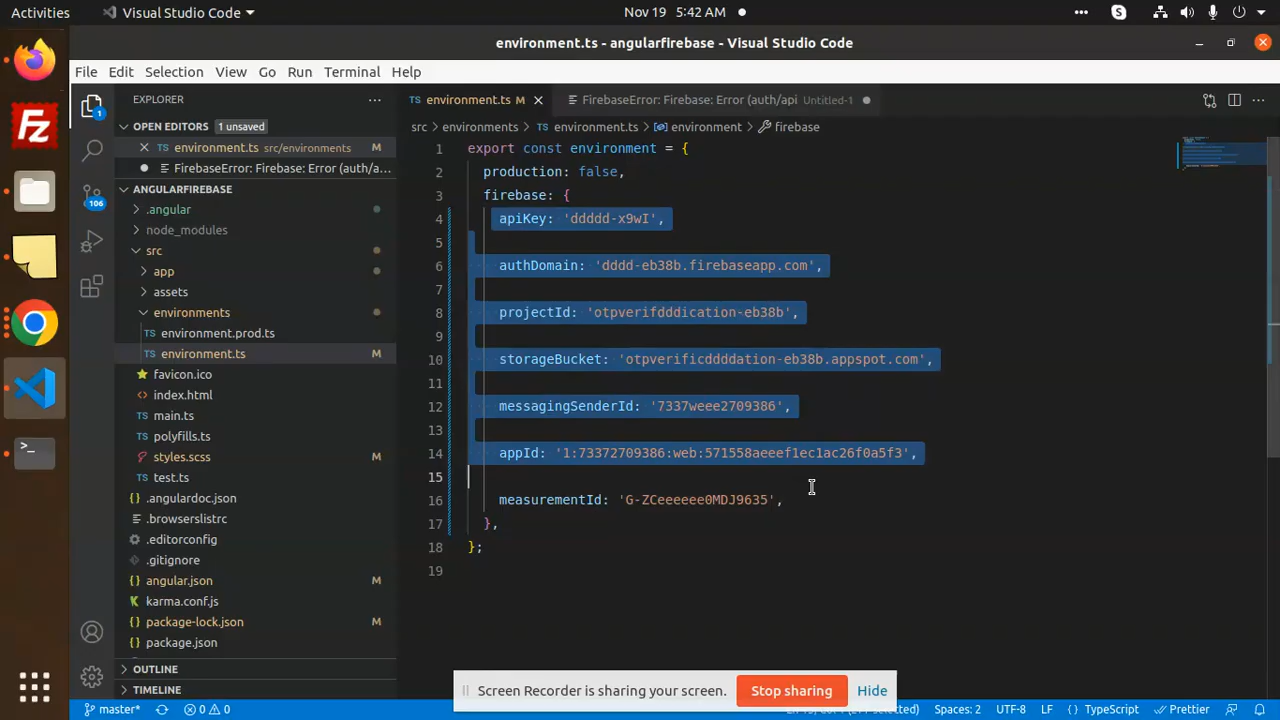 Activities
Visual Studio Code
Nov 19 5:42 AM
environment.ts - angularfirebase - Visual Studio Code
File Edit Selection View Go Run Terminal Help
EXPLORER
OPEN EDITORS 1 unsaved
environment.ts src/environments M
FirebaseError: Firebase: Error (auth/a...
ANGULARFIREBASE
.angular
node_modules
src
app
assets
environments
environment.prod.ts
TS environment.ts M
favicon.ico
index.html
TS main.ts
TS polyfills.ts
styles.scss M
TS test.ts
.angulardoc.json
.browserslistrc
.editorconfig
.gitignore
angular.json M
karma.conf.js
package-lock.json M
package.json
OUTLINE
TIMELINE
TS environment.ts M
FirebaseError: Firebase: Error (auth/api Untitled-1
src environments TS environment.ts environment firebase
1 export const environment = {
2 production: false,
3 firebase: {
4 apiKey: 'ddddd-x9wI',
5
6 authDomain: 'dddd-eb38b.firebaseapp.com',
7
8 projectId: 'otpverifdddication-eb38b',
9
10 storageBucket: 'otpverificddddation-eb38b.appspot.com',
11
12 messagingSenderId: '7337weee2709386',
13
14 appId: '1:73372709386:web:571558aeeef1ec1ac26f0a5f3',
15
16 measurementId: 'G-ZCeeeeee0MDJ9635',
17 },
18 };
19
Screen Recorder is sharing your screen. Stop sharing Hide
master* 0 0
selected) Spaces: 2 UTF-8 LF TypeScript Prettier